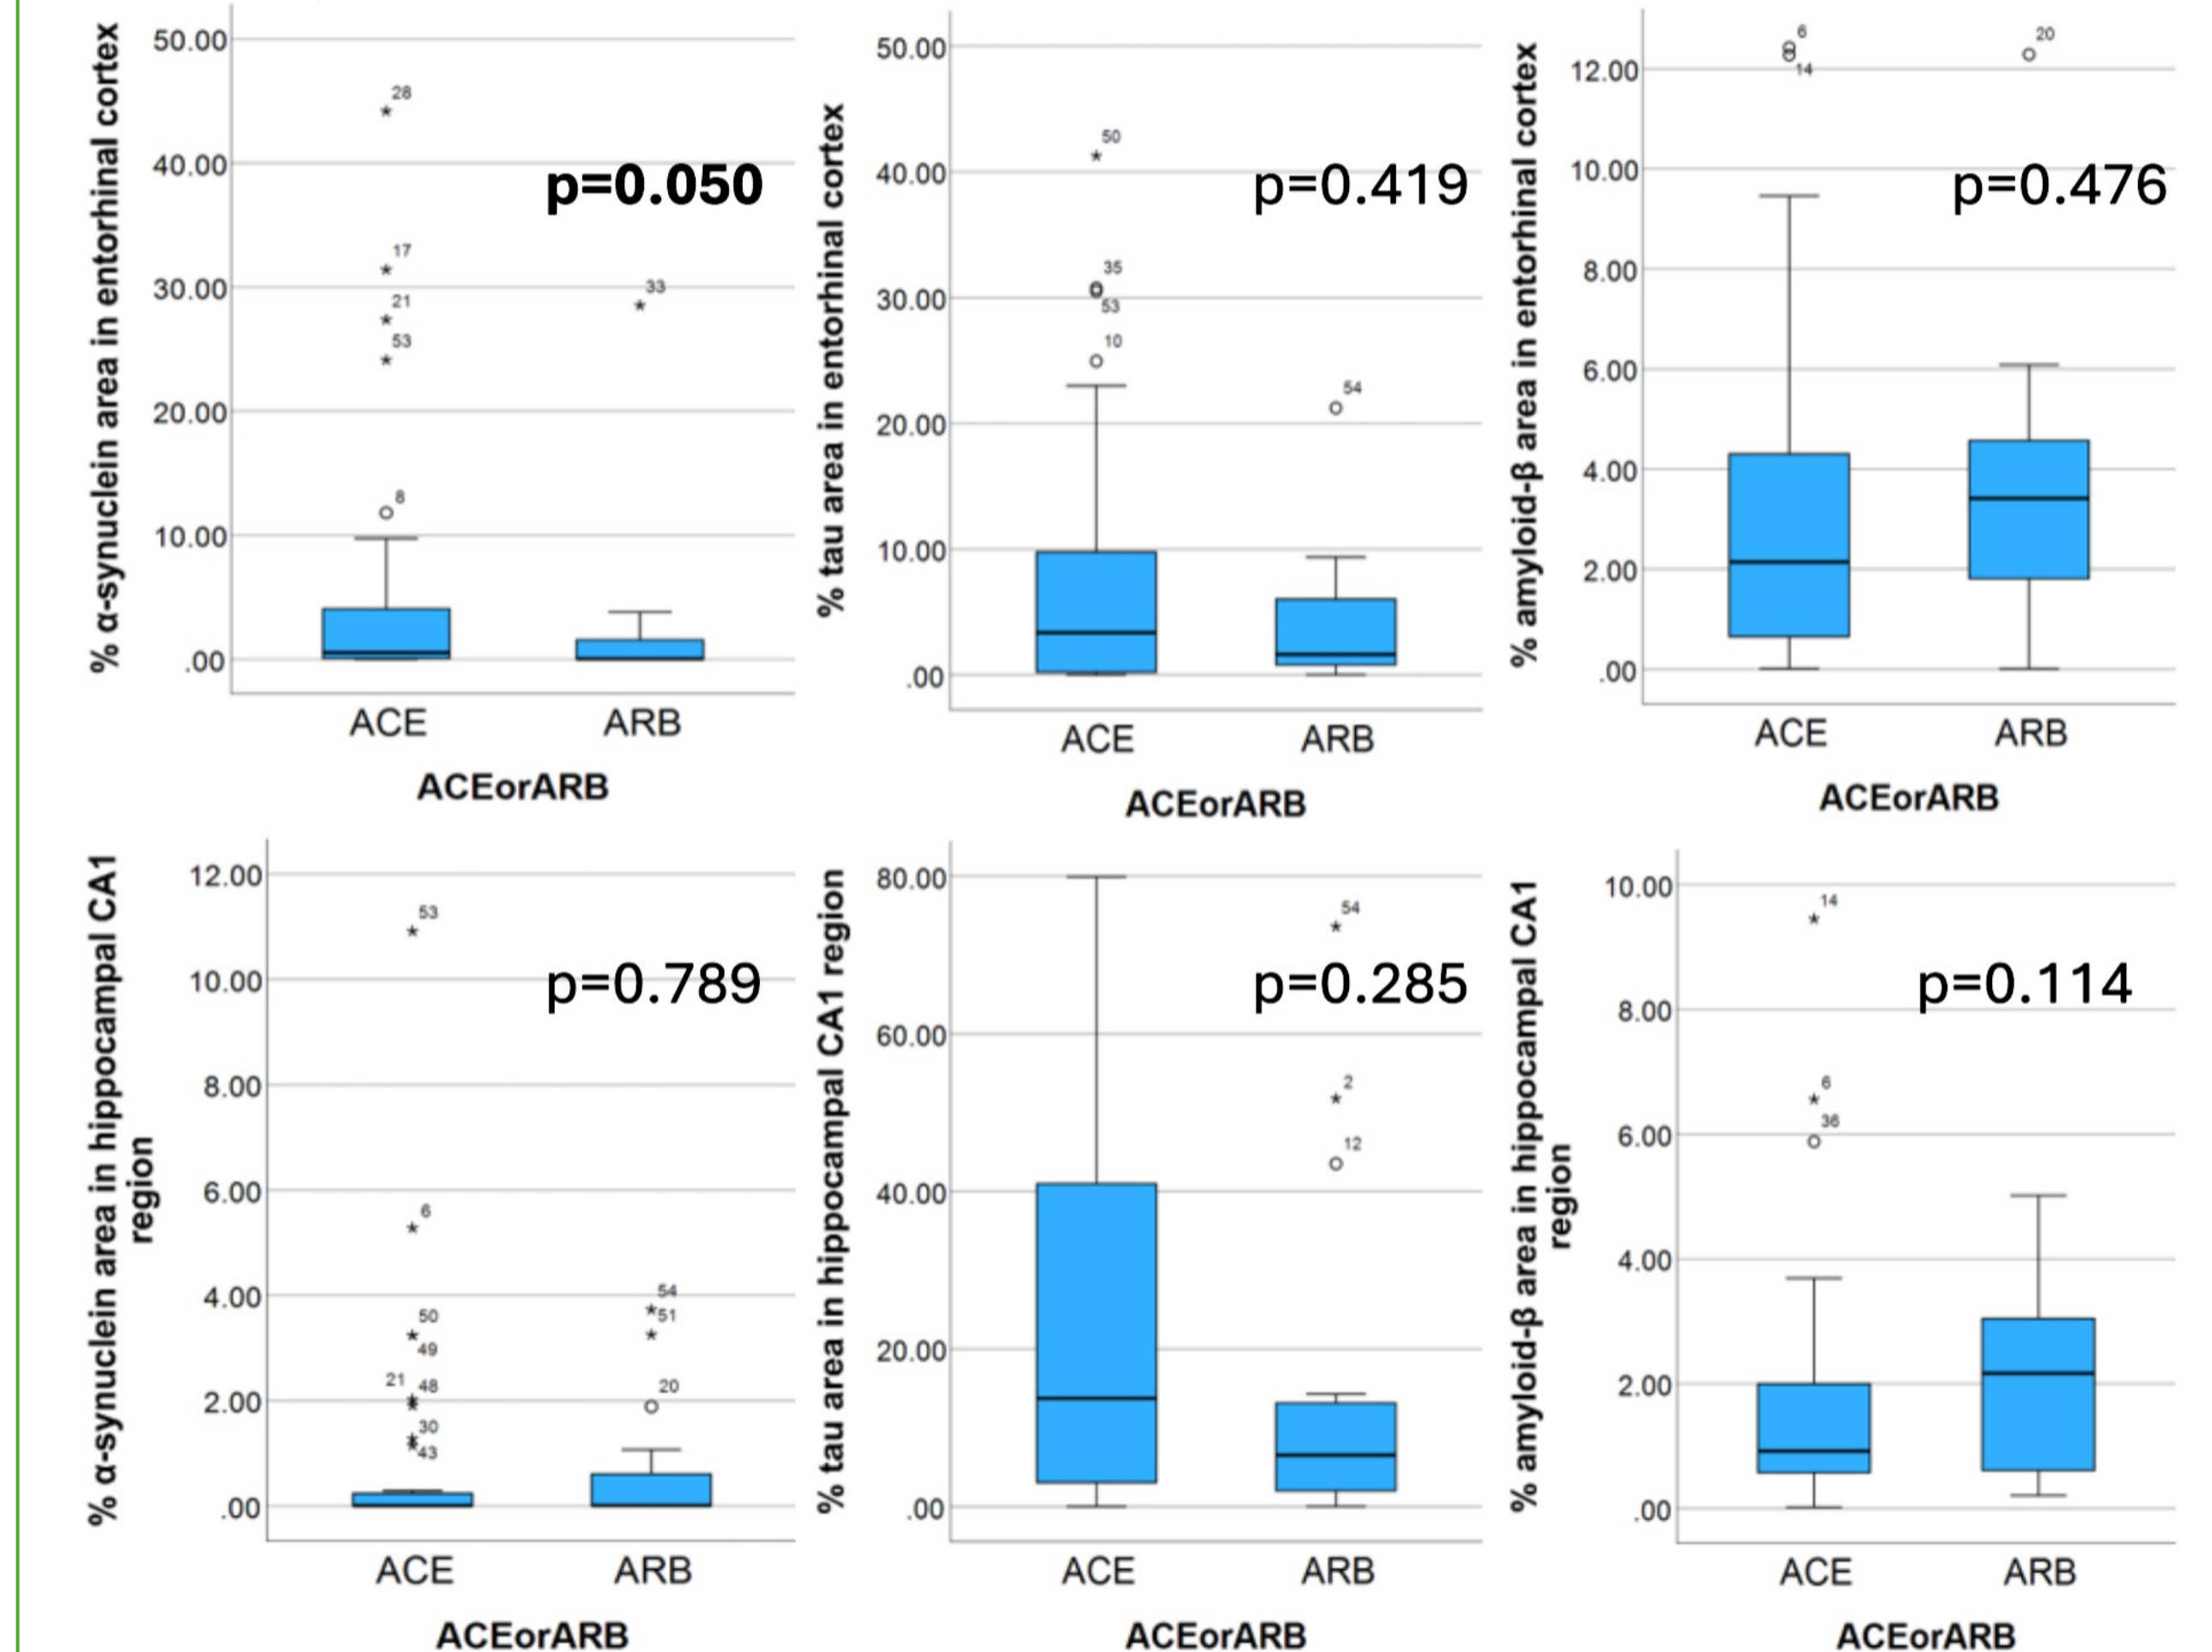 % α-synuclein area in entorhinal cortex
50.00
40.00
30.00
20.00
10.00
.00
28
17
21
53
8
33
p=0.050
ACE
ARB
ACEorARB
% tau area in entorhinal cortex
50.00
40.00
30.00
20.00
10.00
.00
50
35
53
10
54
p=0.419
ACE
ARB
ACEorARB
% amyloid-β area in entorhinal cortex
12.00
10.00
8.00
6.00
4.00
2.00
.00
6
14
20
p=0.476
ACE
ARB
ACEorARB
% α-synuclein area in hippocampal CA1
region
12.00
10.00
8.00
6.00
4.00
2.00
.00
53
6
50
49
21
48
30
43
54
51
20
p=0.789
ACE
ARB
ACEorARB
% tau area in hippocampal CA1 region
80.00
60.00
40.00
20.00
.00
54
2
12
p=0.285
ACE
ARB
ACEorARB
% amyloid-β area in hippocampal CA1
region
10.00
8.00
6.00
4.00
2.00
.00
14
6
36
p=0.114
ACE
ARB
ACEorARB